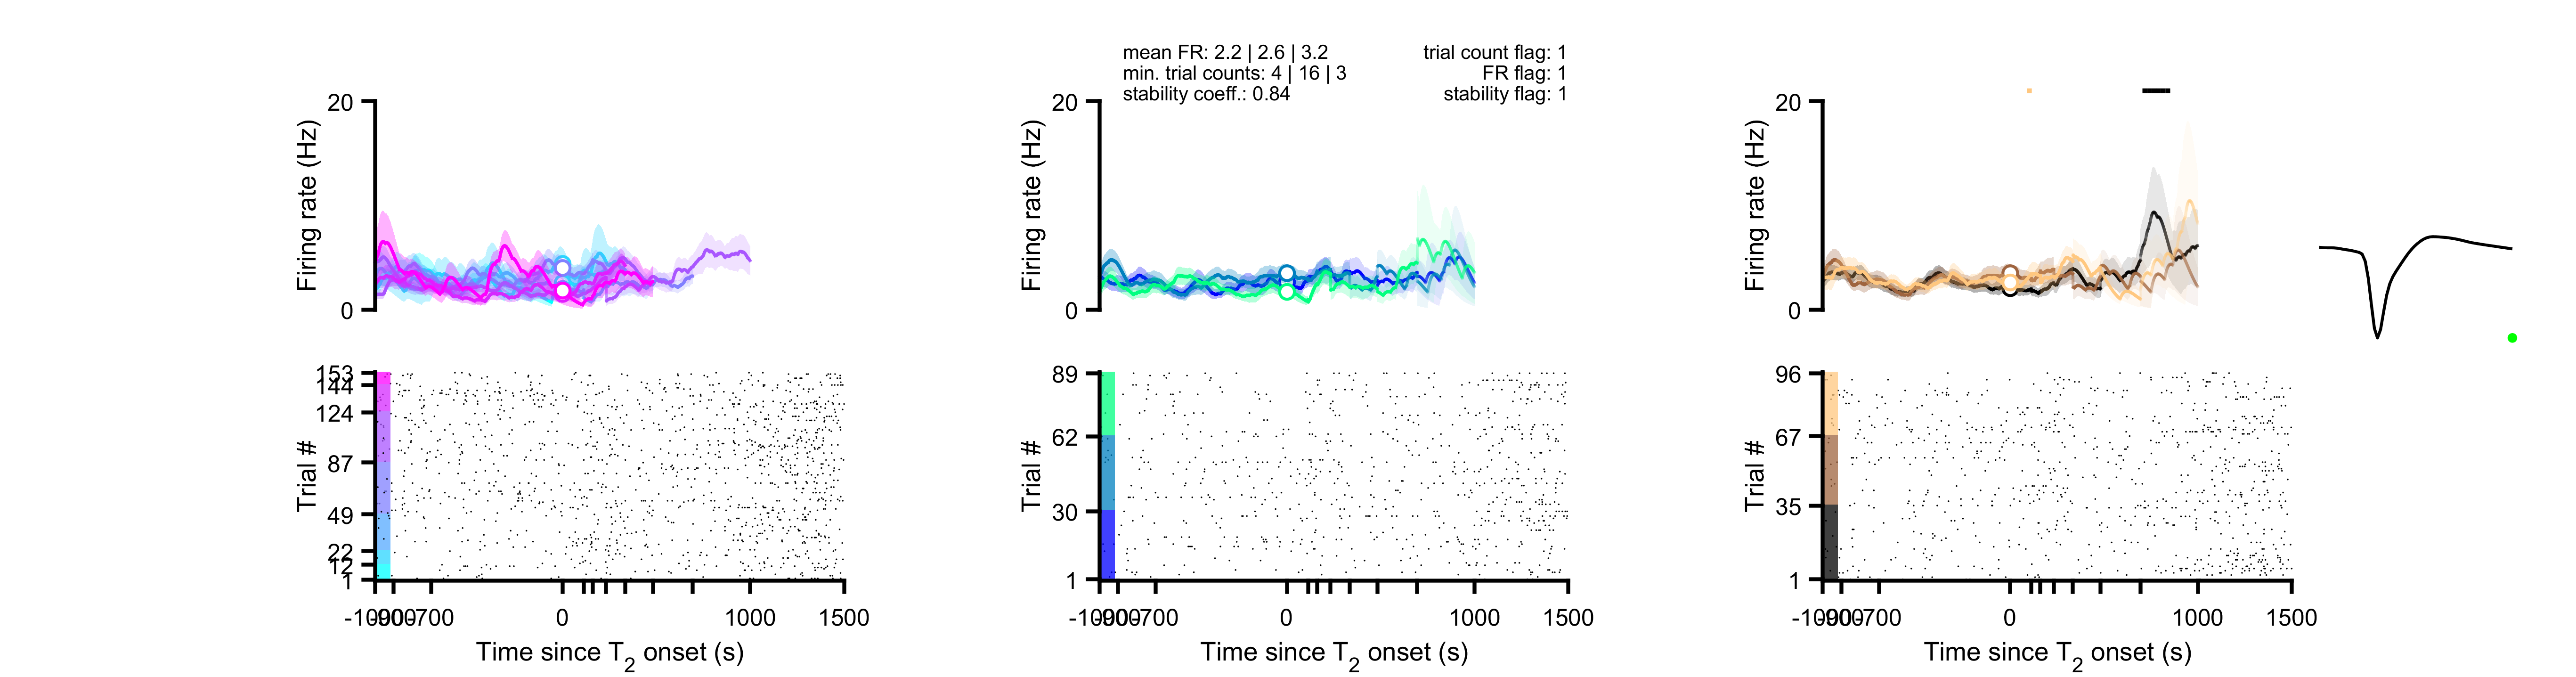 mean FR: 2.2 | 2.6 | 3.2
min. trial counts: 4 | 16 | 3
stability coeff.: 0.84
trial count flag: 1
FR flag: 1
stability flag: 1
20
Firing rate (Hz)
0
20
Firing rate (Hz)
0
20
Firing rate (Hz)
0
153
144
124
87
49
22
12
1
Trial #
89
62
30
1
Trial #
96
67
35
1
Trial #
-700
0
1000
1500
Time since T2 onset (s)
-700
0
1000
1500
Time since T2 onset (s)
-700
0
1000
1500
Time since T2 onset (s)